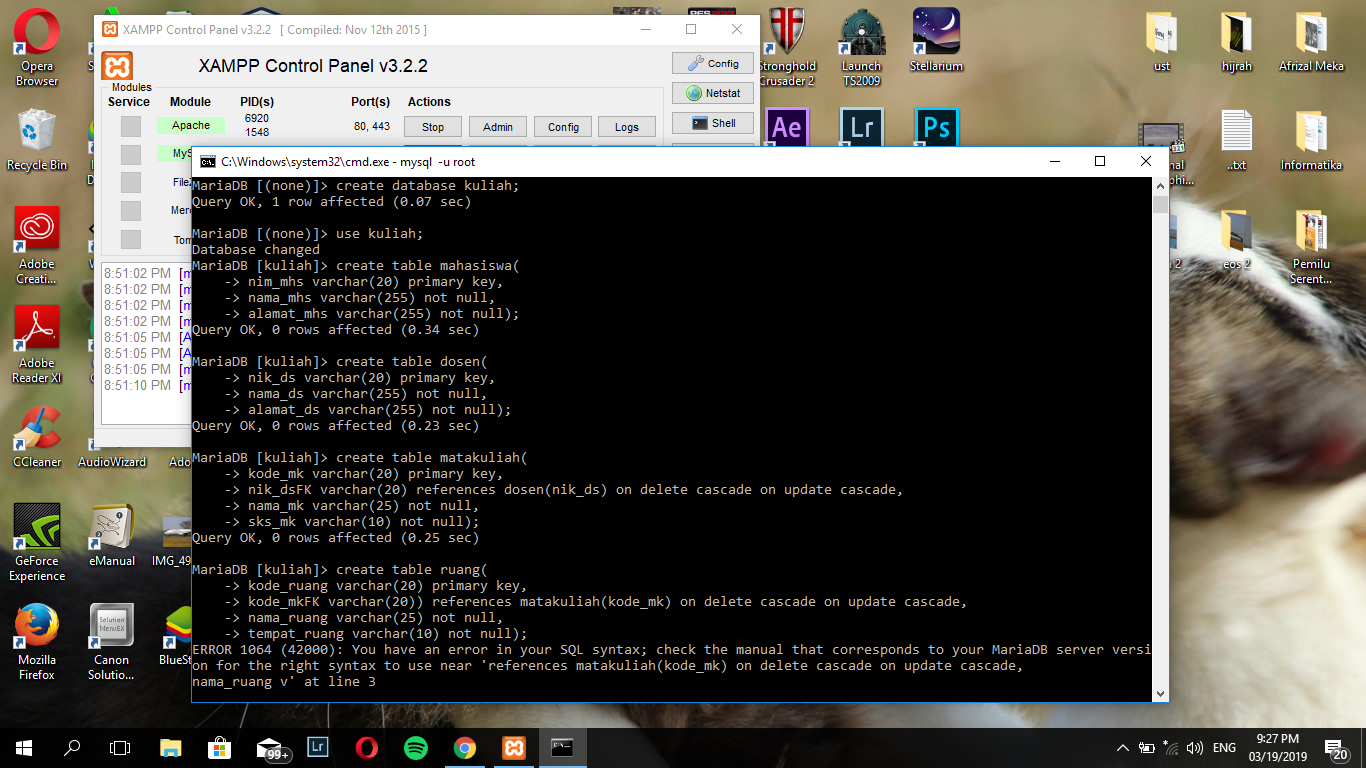 Opera
Browser
Recycle Bin
Adobe
Creati...
Adobe
Reader XI
CCleaner
AudioWizard
GeForce
Experience
eManual
Mozilla
Firefox
Canon
Solution...
Solution
Menu EX
BlueSt
XAMPP Control Panel v3.2.2 [ Compiled: Nov 12th 2015 ]
XAMPP Control Panel v3.2.2
Config
Netstat
Shell
Modules
Service Module PID(s) Port(s) Actions
Apache 6920
1548 80, 443 Stop Admin Config Logs
MyS
File
Merc
Tom
8:51:02 PM [m
8:51:02 PM [m
8:51:02 PM [m
8:51:02 PM [m
8:51:05 PM [A
8:51:05 PM [A
8:51:05 PM [m
8:51:10 PM [m
Stronghold
Crusader 2
Launch
TS2009
Stellarium
Ae
Lr
Ps
ust
hijrah
Afrizal Meka
..txt
Informatika
eos 2
Pemilu
Serent...
C:\Windows\system32\cmd.exe - mysql -u root
MariaDB [(none)]> create database kuliah;
Query OK, 1 row affected (0.07 sec)
MariaDB [(none)]> use kuliah;
Database changed
MariaDB [kuliah]> create table mahasiswa(
-> nim_mhs varchar(20) primary key,
-> nama_mhs varchar(255) not null,
-> alamat_mhs varchar(255) not null);
Query OK, 0 rows affected (0.34 sec)
MariaDB [kuliah]> create table dosen(
-> nik_ds varchar(20) primary key,
-> nama_ds varchar(255) not null,
-> alamat_ds varchar(255) not null);
Query OK, 0 rows affected (0.23 sec)
MariaDB [kuliah]> create table matakuliah(
-> kode_mk varchar(20) primary key,
-> nik_dsFK varchar(20) references dosen(nik_ds) on delete cascade on update cascade,
-> nama_mk varchar(25) not null,
-> sks_mk varchar(10) not null);
Query OK, 0 rows affected (0.25 sec)
MariaDB [kuliah]> create table ruang(
-> kode_ruang varchar(20) primary key,
-> kode_mkFK varchar(20)) references matakuliah(kode_mk) on delete cascade on update cascade,
-> nama_ruang varchar(25) not null,
-> tempat_ruang varchar(10) not null);
ERROR 1064 (42000): You have an error in your SQL syntax; check the manual that corresponds to your MariaDB server versi
on for the right syntax to use near 'references matakuliah(kode_mk) on delete cascade on update cascade,
nama_ruang v' at line 3
IMG_49
Ado
99+
Lr
ENG
9:27 PM
03/19/2019
20